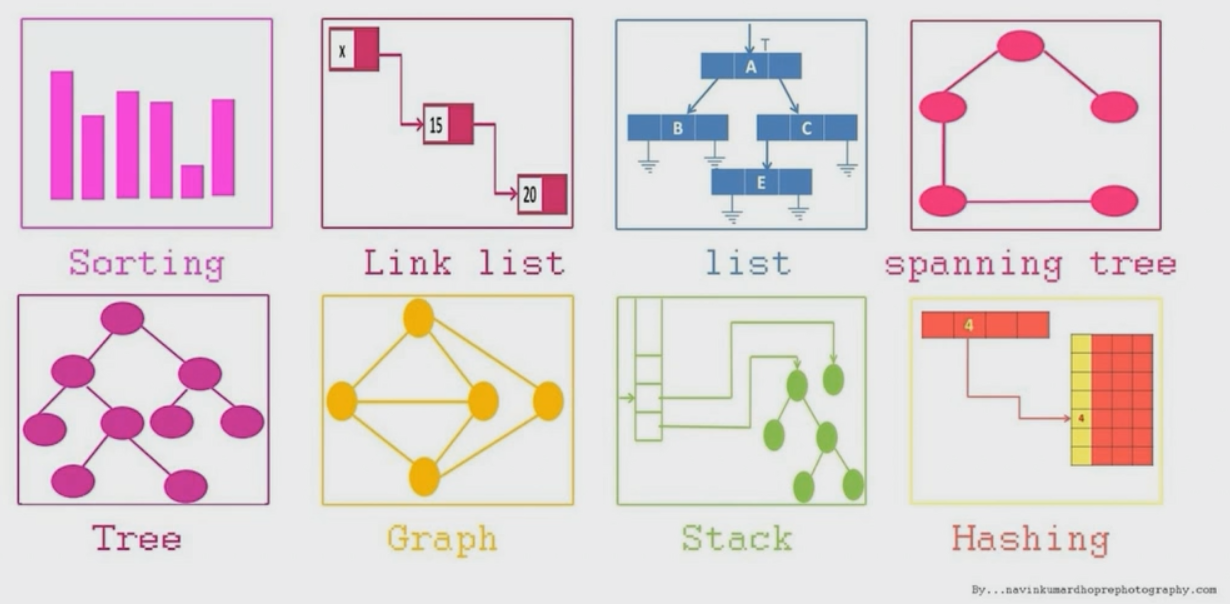 X
15
20
T
A
B
C
E
Sorting
Link list
list
spanning tree
4
4
Tree
Graph
Stack
Hashing
By...navinkumardhoprephotography.com